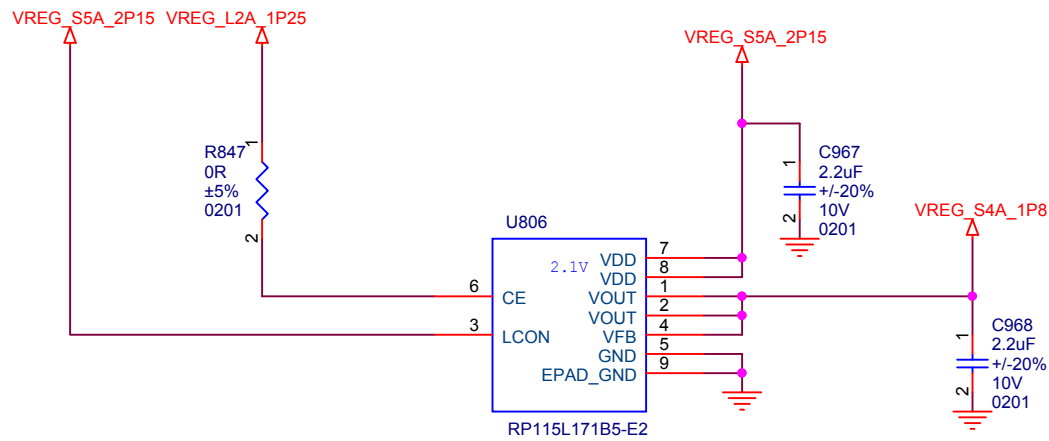 VREG_S5A_2P15
VREG_L2A_1P25
VREG_S5A_2P15
1
R847
0R
±5%
0201
2
1
C967
2.2uF
+/-20%
10V
0201
2
VREG_S4A_1P8
U806
2.1V
7
VDD
8
VDD
6
CE
1
VOUT
2
VOUT
3
LCON
4
VFB
5
GND
9
EPAD_GND
1
C968
2.2uF
+/-20%
10V
0201
2
RP115L171B5-E2